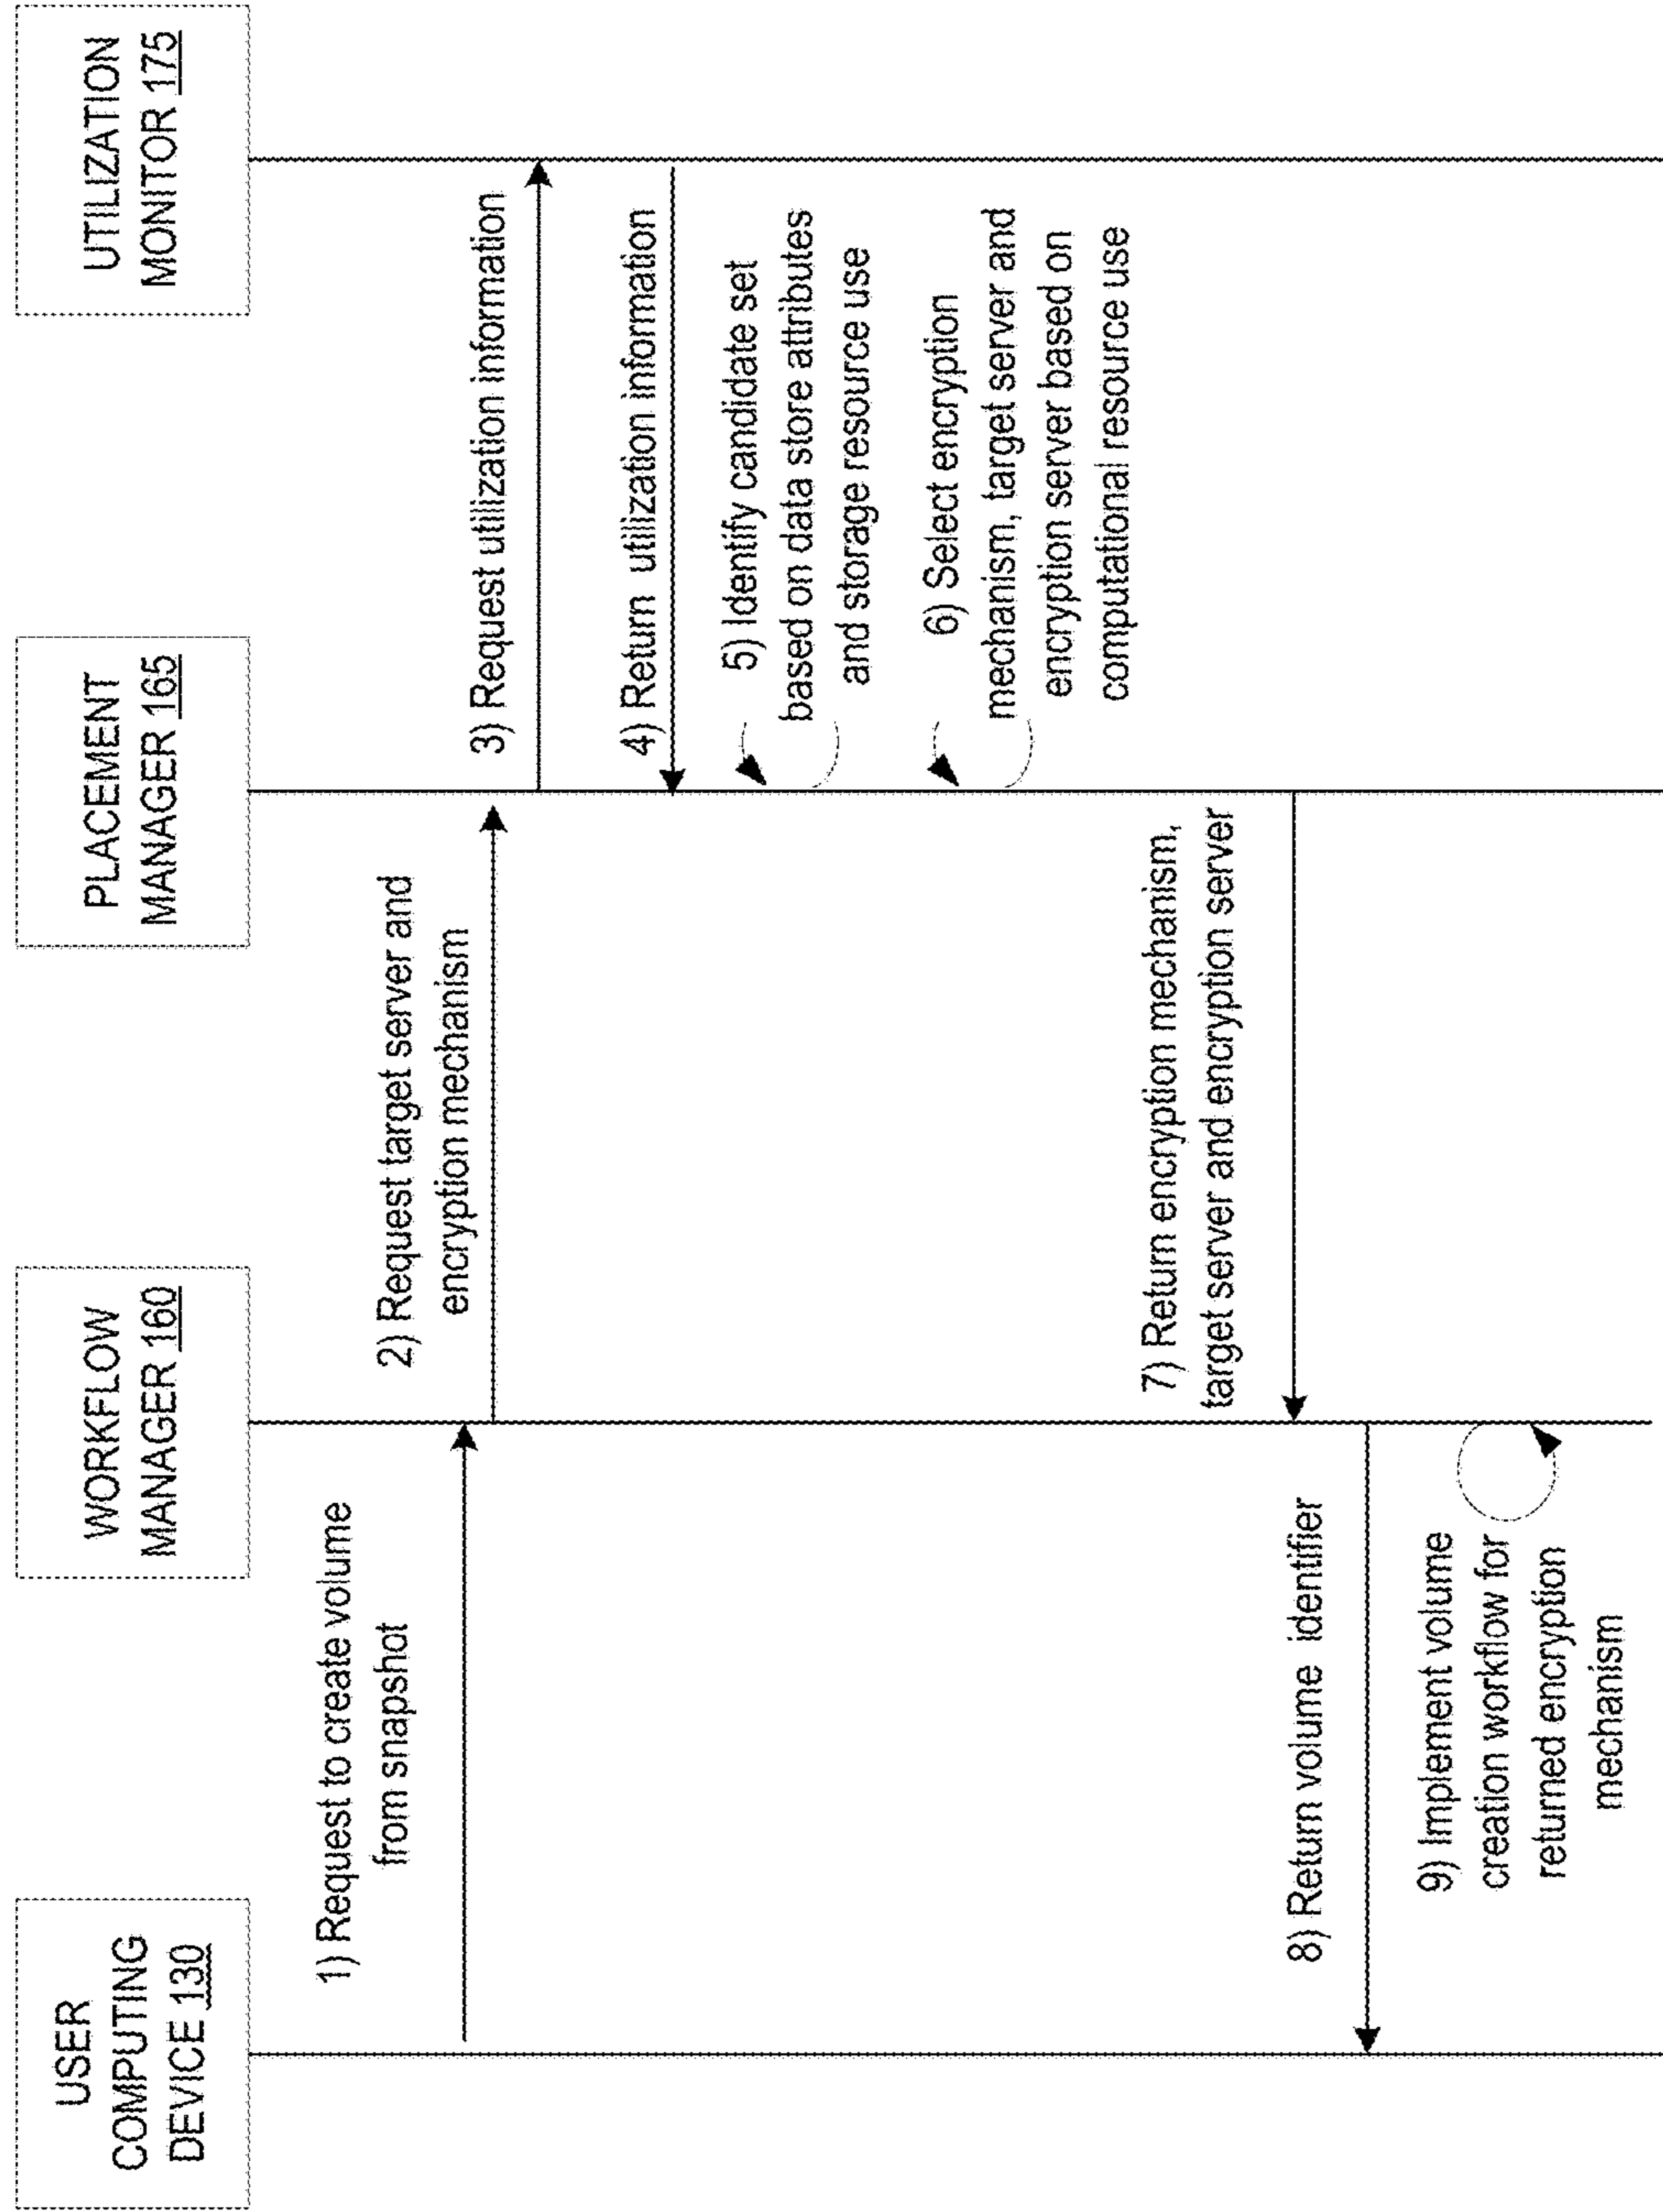 USER
COMPUTING
DEVICE 130
WORKFLOW
MANAGER 160
PLACEMENT
MANAGER 165
UTILIZATION
MONITOR 175
1) Request to create volume
from snapshot
2) Request target server and
encryption mechanism
3) Request utilization information
4) Return utilization information
5) Identify candidate set
based on data store attributes
and storage resource use
6) Select encryption
mechanism, target server and
encryption server based on
computational resource use
7) Return encryption mechanism,
target server and encryption server
8) Return volume identifier
9) Implement volume
creation workflow for
returned encryption
mechanism